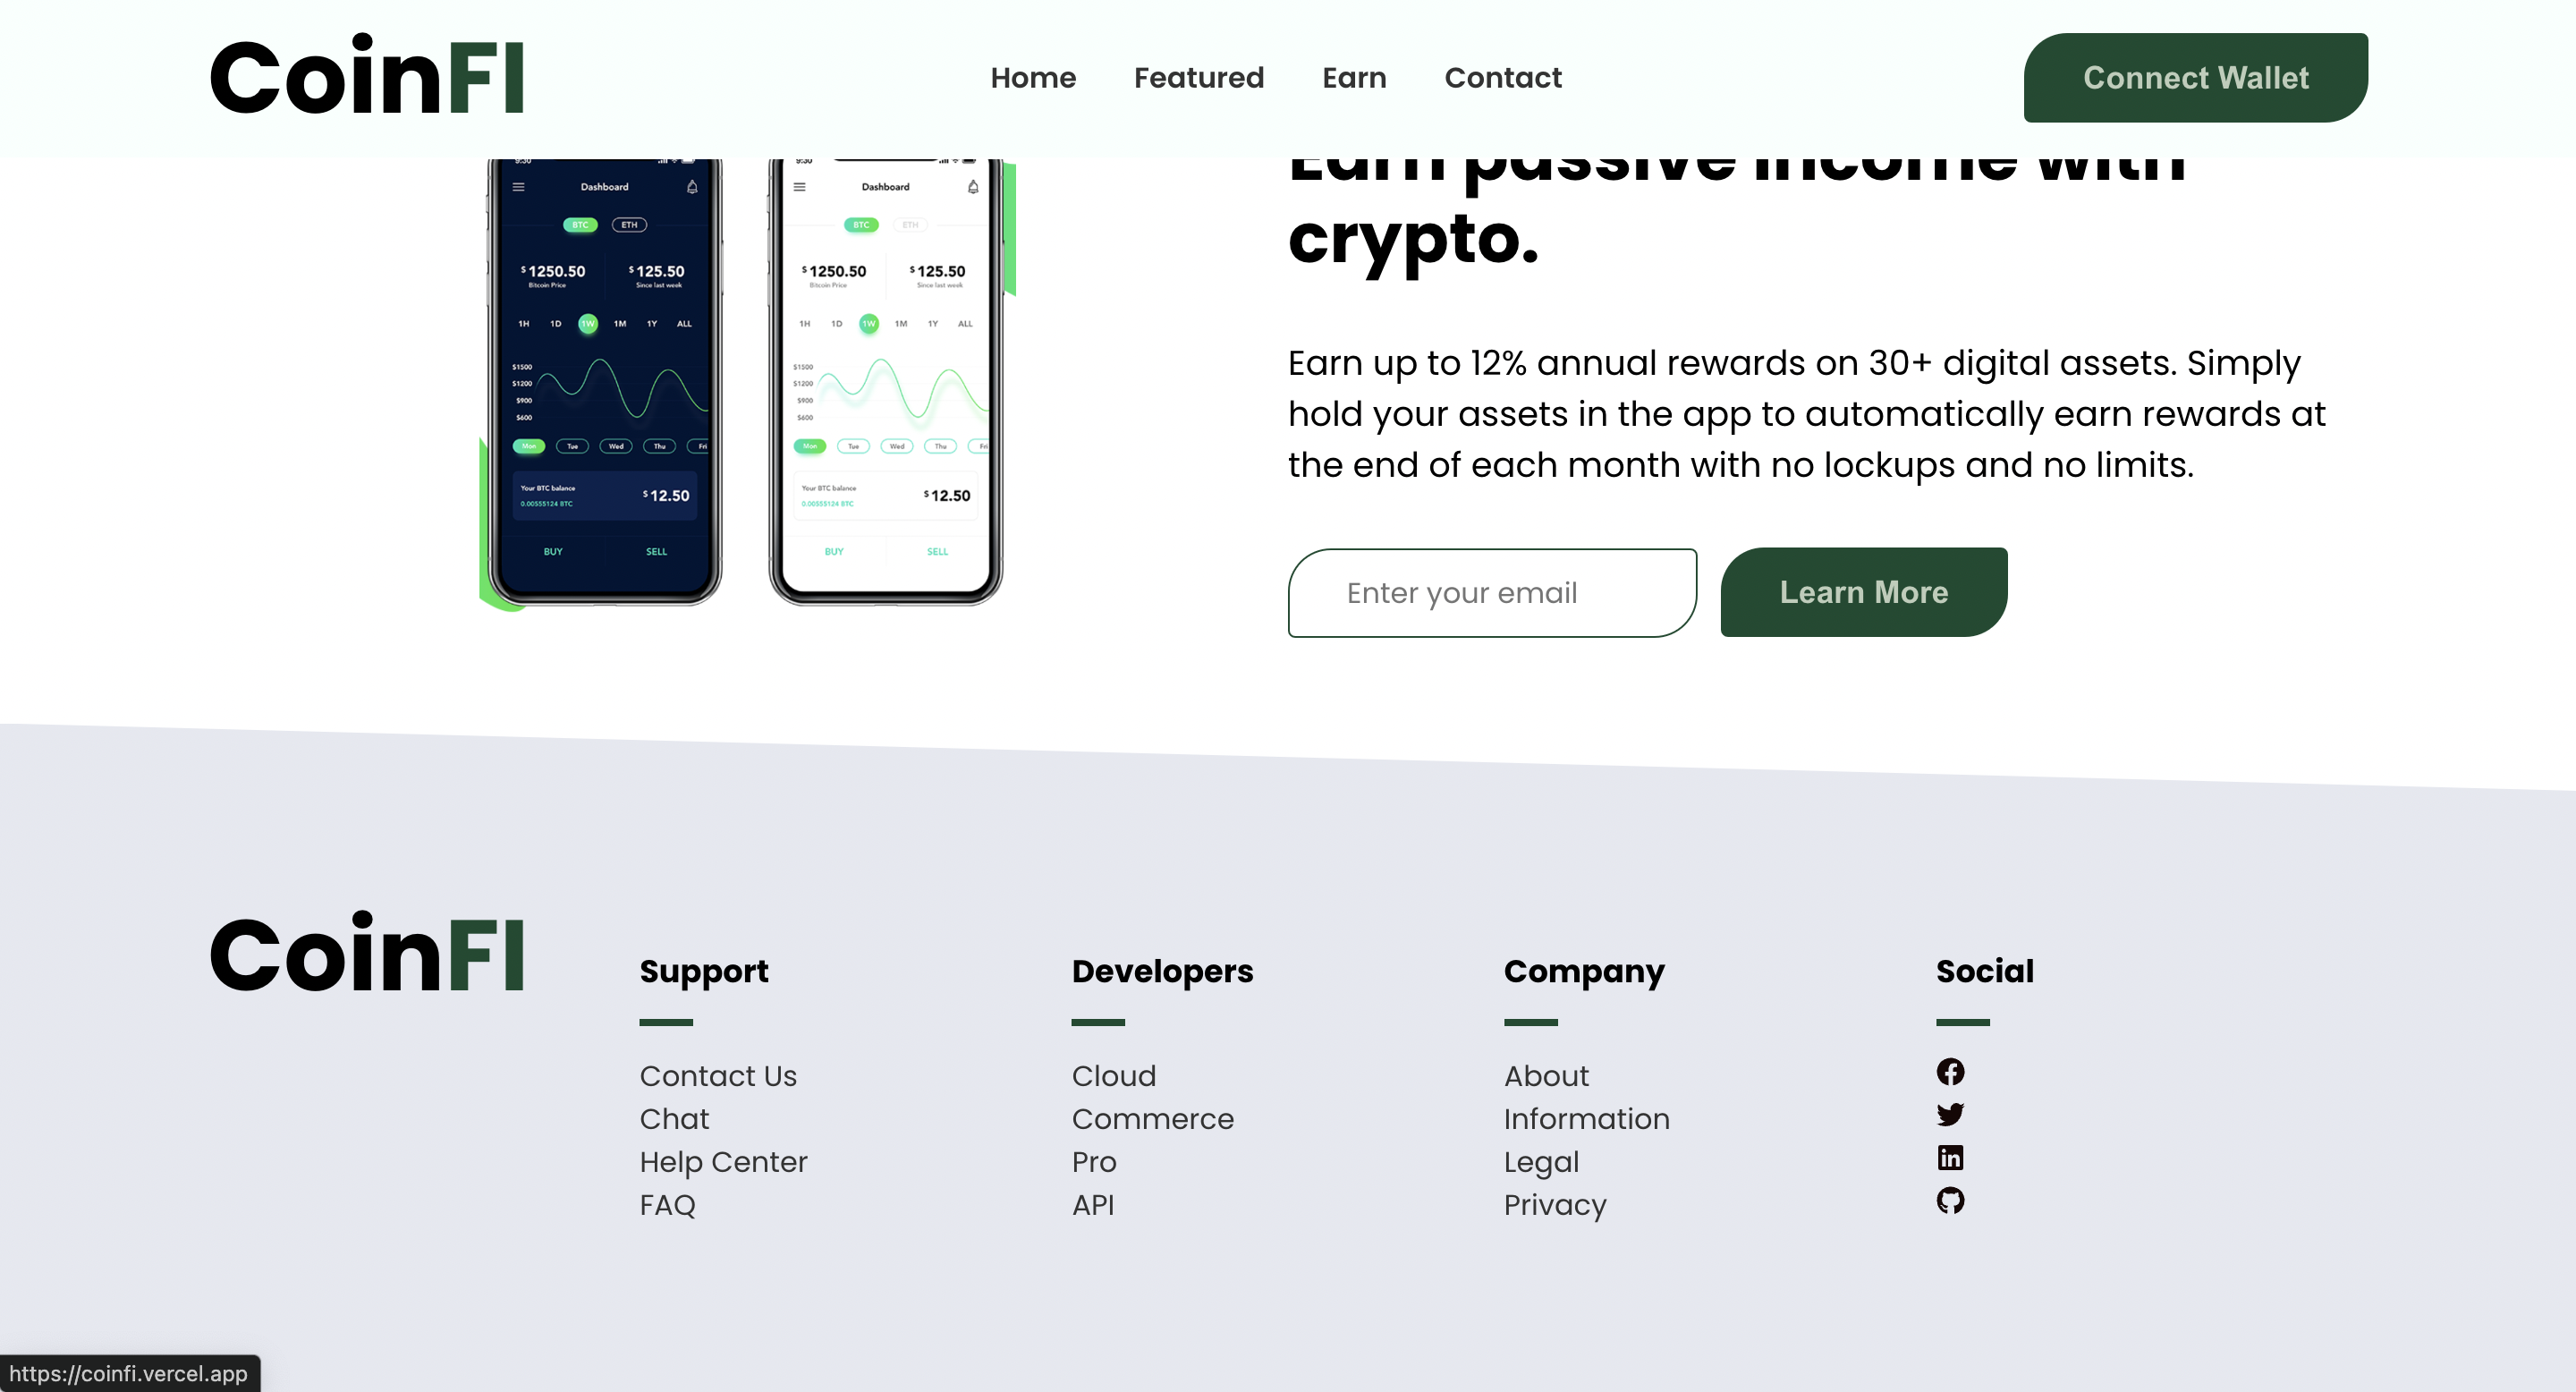 CoinFI
Home Featured Earn Contact
Connect Wallet
Earn passive income with
crypto.
Earn up to 12% annual rewards on 30+ digital assets. Simply
hold your assets in the app to automatically earn rewards at
the end of each month with no lockups and no limits.
Enter your email
Learn More
9:30
Dashboard
BTC ETH
$1250.50 $125.50
Bitcoin Price Since last week
1H 1D 1W 1M 1Y ALL
$1500
$1200
$900
$600
Mon Tue Wed Thu Fri
Your BTC balance
0.00555124 BTC
$12.50
BUY SELL
9:30
Dashboard
BTC ETH
$1250.50 $125.50
Bitcoin Price Since last week
1H 1D 1W 1M 1Y ALL
$1500
$1200
$900
$600
Mon Tue Wed Thu Fri
Your BTC balance
0.00555124 BTC
$12.50
BUY SELL
CoinFI
Support
Contact Us
Chat
Help Center
FAQ
Developers
Cloud
Commerce
Pro
API
Company
About
Information
Legal
Privacy
Social
https://coinfi.vercel.app